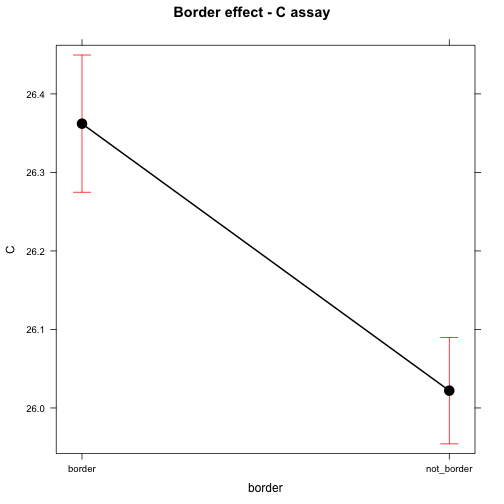 Border effect - C assay
26.4
26.3
26.2
26.1
26.0
C
border not_border
border